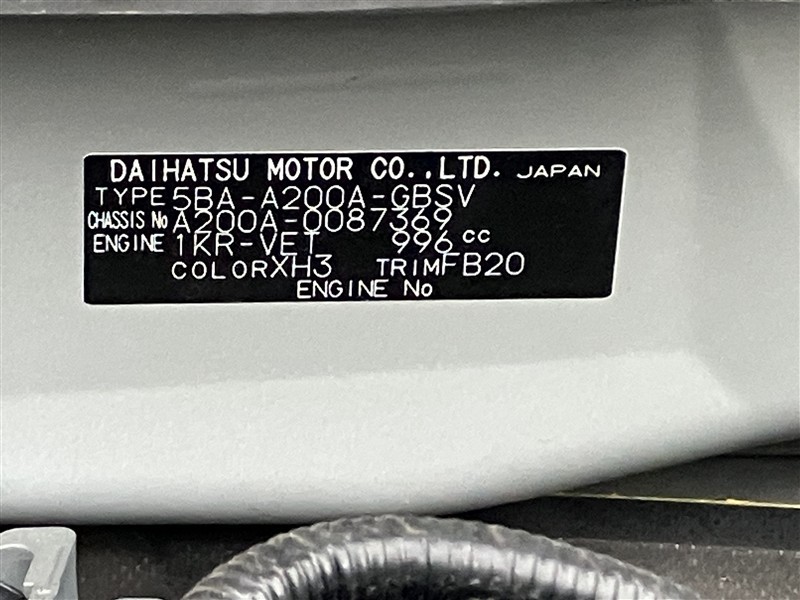 DAIHATSU MOTOR CO.,LTD. JAPAN
TYPE 5BA-A200A-GBSV
CHASSIS No A200A-0087369
ENGINE 1KR-VET 996 cc
COLOR XH3 TRIM FB20
ENGINE No